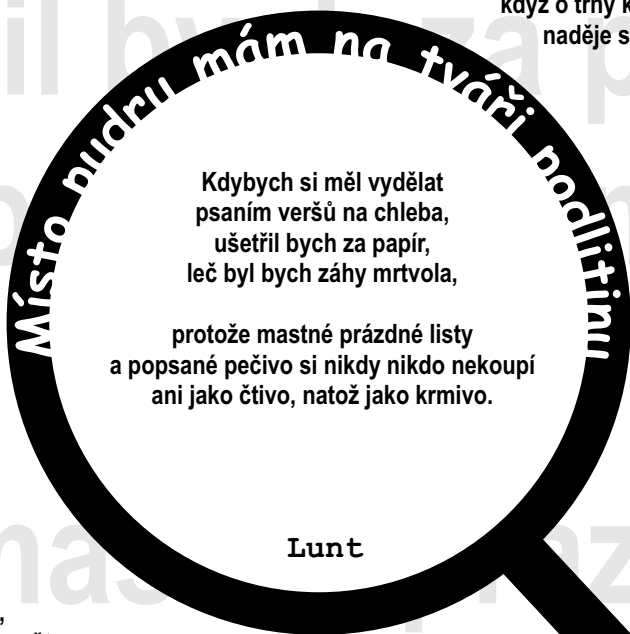 když o trny
naděje s
Místo pudru mám na tváři podlitinu
Kdybych si měl vydělat
psaním veršů na chleba,
ušetřil bych za papír,
leč byl bych záhy mrtvola,
protože mastné prázdné listy
a popsané pečivo si nikdy nikdo nekoupí
ani jako čtivo, natož jako krmivo.
Lunt